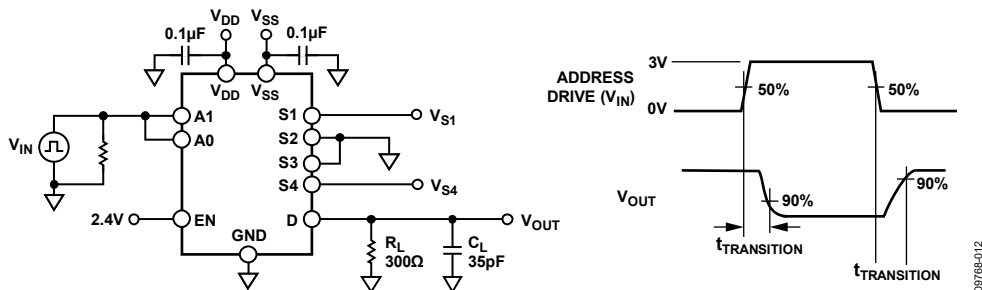 VDD VSS
0.1µF 0.1µF
VDD VSS
A1
A0
VIN
2.4V
EN
GND
S1
S2
S3
S4
D
VS1
VS4
VOUT
RL
300Ω
CL
35pF
ADDRESS
DRIVE (VIN)
3V
0V
50% 50%
VOUT
90% 90%
tTRANSITION
tTRANSITION
09768-012